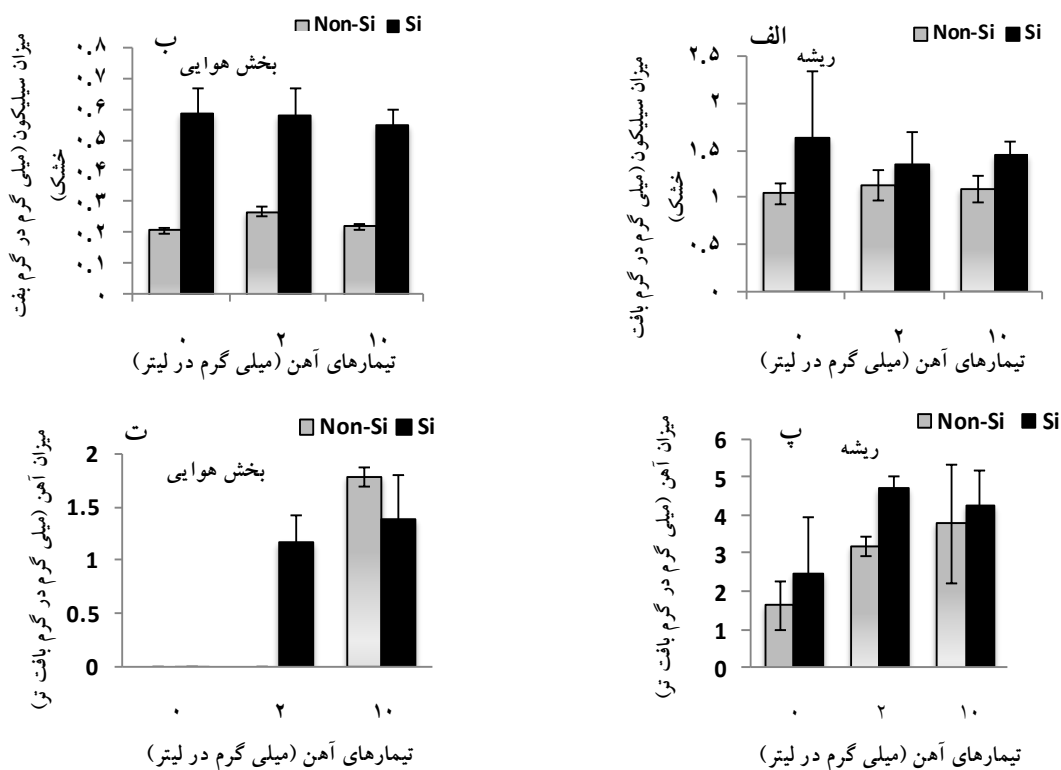 الف
Non-Si Si
ریشه
۲.۵
۲
۱.۵
۱
۰.۵
۰
میزان سیلیکون (میلی گرم در گرم بافت
خشک)
۰ ۲ ۱۰
تیمارهای آهن (میلی گرم در لیتر)
ب
Non-Si Si
بخش هوایی
۰.۸
۰.۷
۰.۶
۰.۵
۰.۴
۰.۳
۰.۲
۰.۱
۰
میزان سیلیکون (میلی گرم در گرم بفت
خشک)
۰ ۲ ۱۰
تیمارهای آهن (میلی گرم در لیتر)
پ
Non-Si Si
ریشه
6
5
4
3
2
1
0
میزان آهن (میلی گرم در گرم بافت تر)
۰ ۲ ۱۰
تیمارهای آهن (میلی گرم در لیتر)
ت
Non-Si Si
بخش هوایی
2
1.5
1
0.5
0
میزان آهن (میلی گرم در گرم بافت تر)
۰ ۲ ۱۰
تیمارهای آهن (میلی گرم در لیتر)